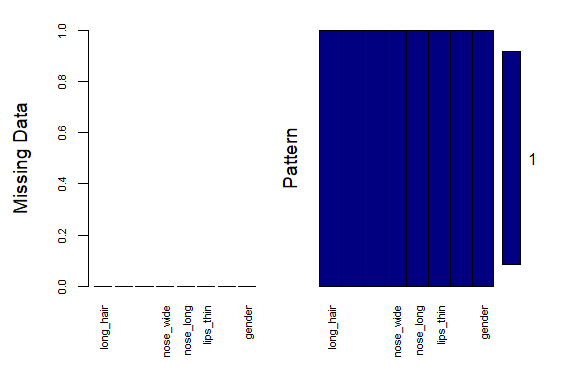 Missing Data
0.0
0.2
0.4
0.6
0.8
1.0
long_hair
nose_wide
nose_long
lips_thin
gender
Pattern
long_hair
nose_wide
nose_long
lips_thin
gender
1